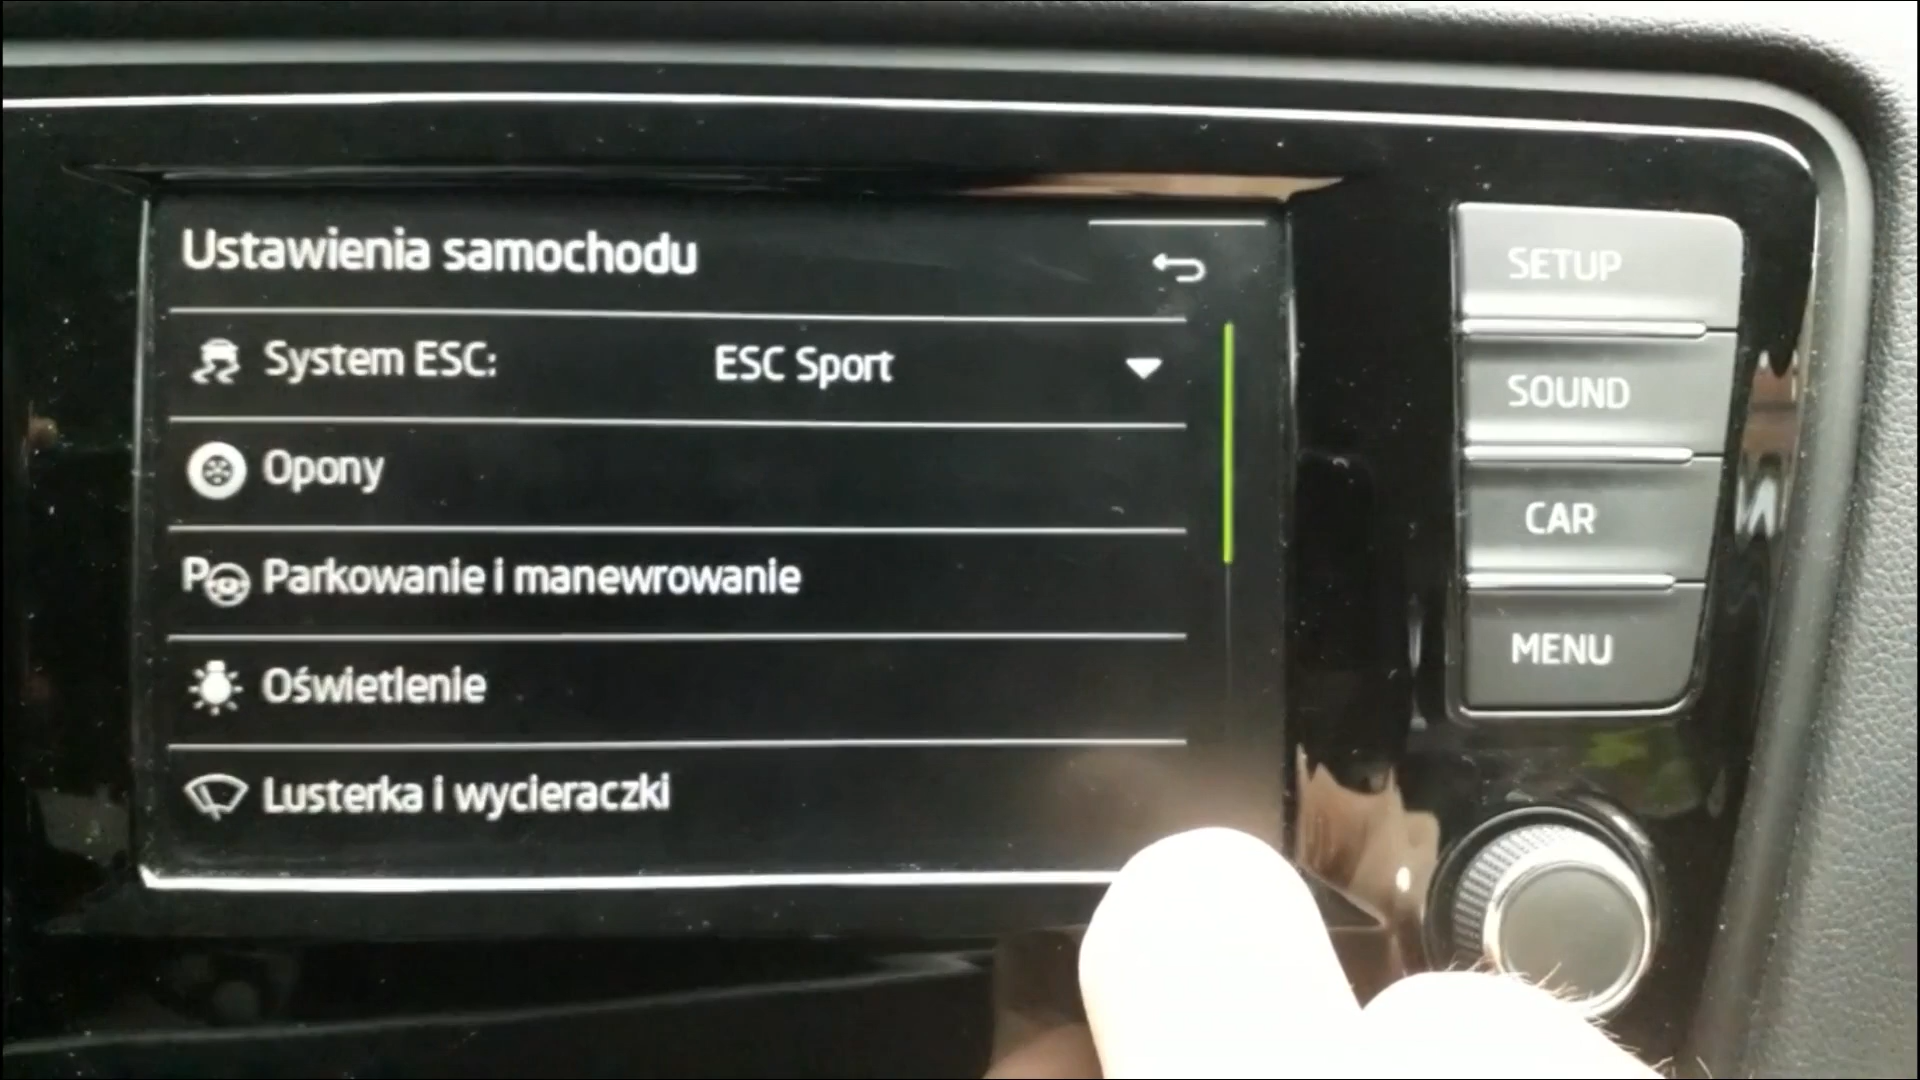 Ustawienia samochodu
System ESC: ESC Sport
Opony
P Parkowanie i manewrowanie
Oświetlenie
Lusterka i wycieraczki
SETUP
SOUND
CAR
MENU